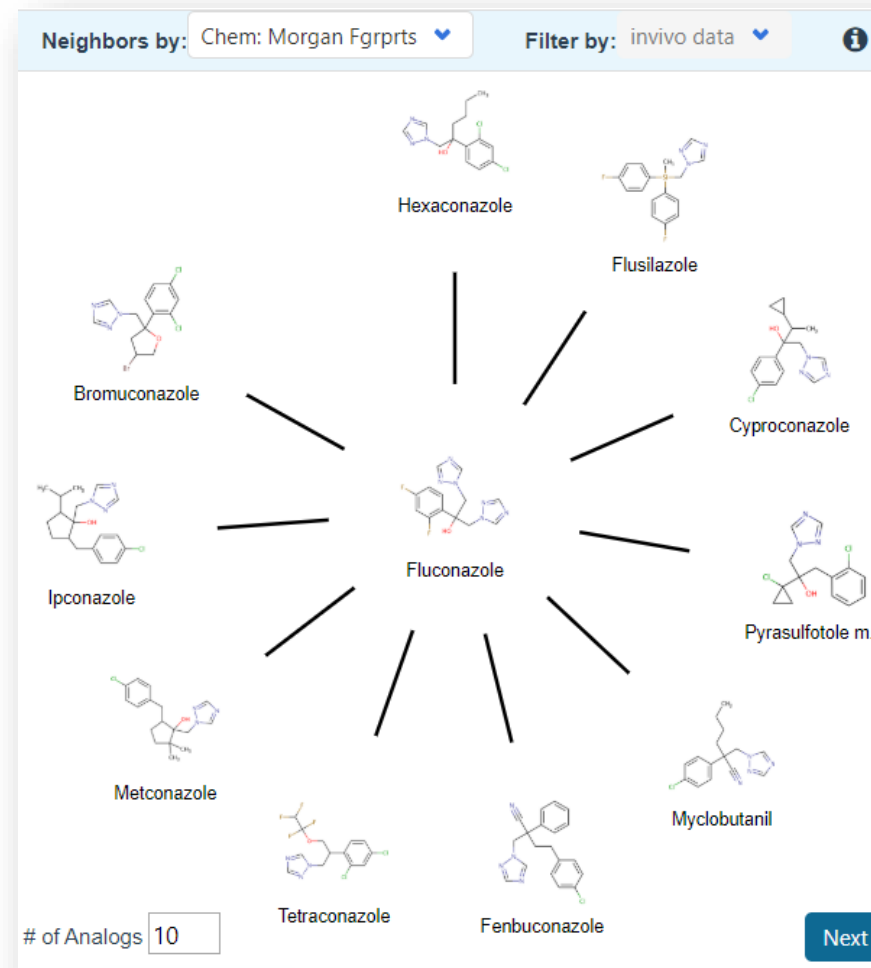 Neighbors by: Chem: Morgan Fgrprts Filter by: invivo data
Hexaconazole
Flusilazole
Bromuconazole
Cyproconazole
Fluconazole
Ipconazole
Pyrasulfotole m
Metconazole
Myclobutanil
Tetraconazole
Fenbuconazole
# of Analogs 10
Next